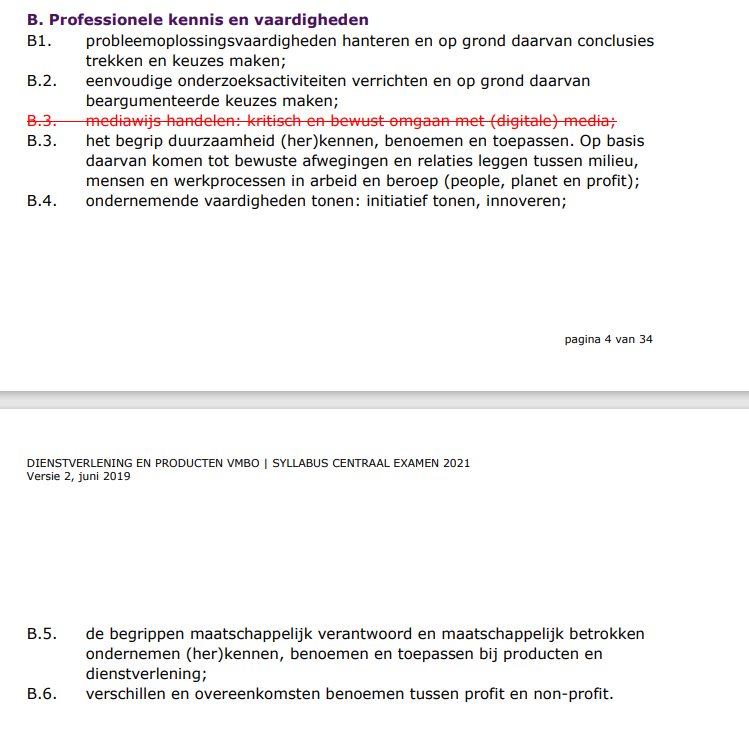 B. Professionele kennis en vaardigheden
B1. probleemoplossingsvaardigheden hanteren en op grond daarvan conclusies
trekken en keuzes maken;
B.2. eenvoudige onderzoeksactiviteiten verrichten en op grond daarvan
beargumenteerde keuzes maken;
B.3. mediawijs handelen: kritisch en bewust omgaan met (digitale) media;
B.3. het begrip duurzaamheid (her)kennen, benoemen en toepassen. Op basis
daarvan komen tot bewuste afwegingen en relaties leggen tussen milieu,
mensen en werkprocessen in arbeid en beroep (people, planet en profit);
B.4. ondernemende vaardigheden tonen: initiatief tonen, innoveren;
pagina 4 van 34
DIENSTVERLENING EN PRODUCTEN VMBO | SYLLABUS CENTRAAL EXAMEN 2021
Versie 2, juni 2019
B.5. de begrippen maatschappelijk verantwoord en maatschappelijk betrokken
ondernemen (her)kennen, benoemen en toepassen bij producten en
dienstverlening;
B.6. verschillen en overeenkomsten benoemen tussen profit en non-profit.